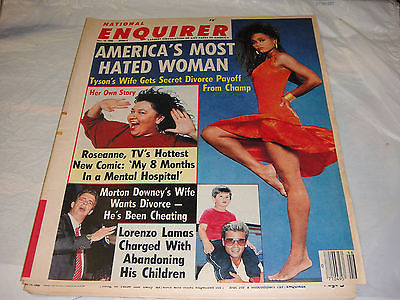 NATIONAL
ENQUIRER
AMERICA'S MOST
HATED WOMAN
Tyson's Wife Gets Secret Divorce Payoff
From Champ
Her Own Story
Roseanne, TV's Hottest
New Comic: 'My 8 Months
In a Mental Hospital'
Morton Downey's Wife
Wants Divorce —
He's Been Cheating
Lorenzo Lamas
Charged With
Abandoning
His Children